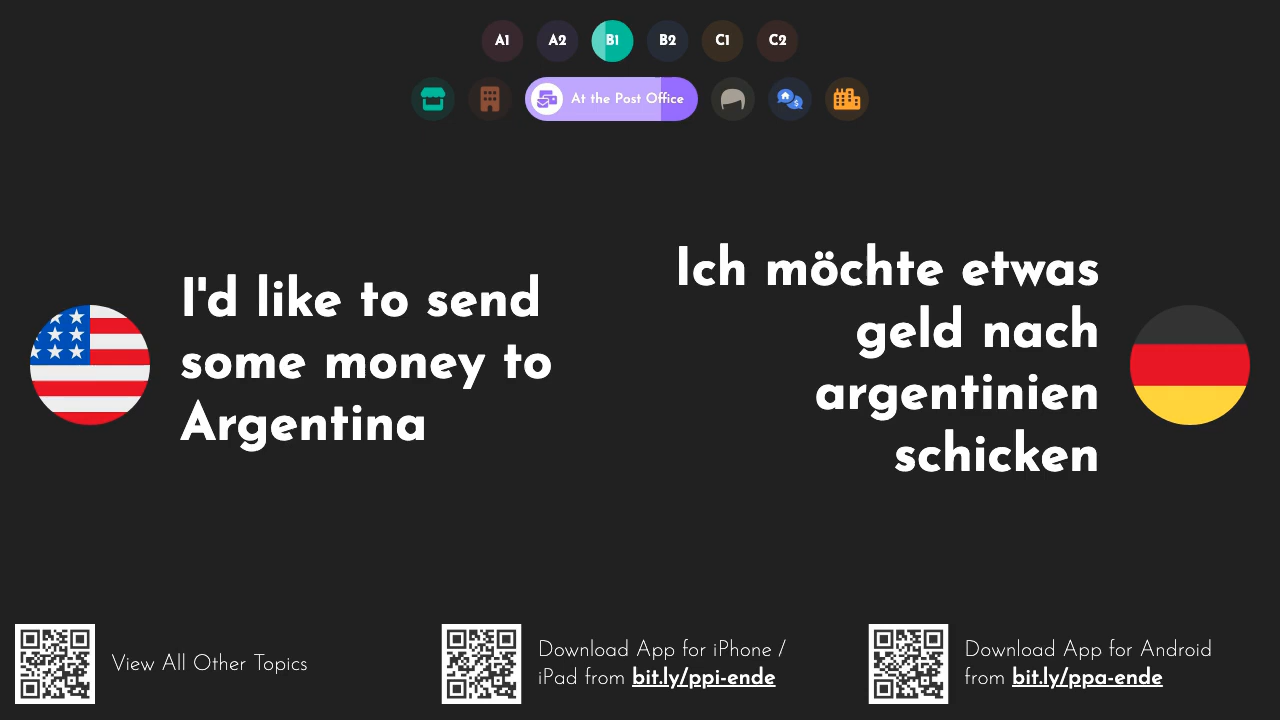 A1 A2 B1 B2 C1 C2
At the Post Office
I'd like to send
some money to
Argentina
Ich möchte etwas
geld nach
argentinien
schicken
View All Other Topics
Download App for iPhone /
iPad from bit.ly/ppi-ende
Download App for Android
from bit.ly/ppa-ende